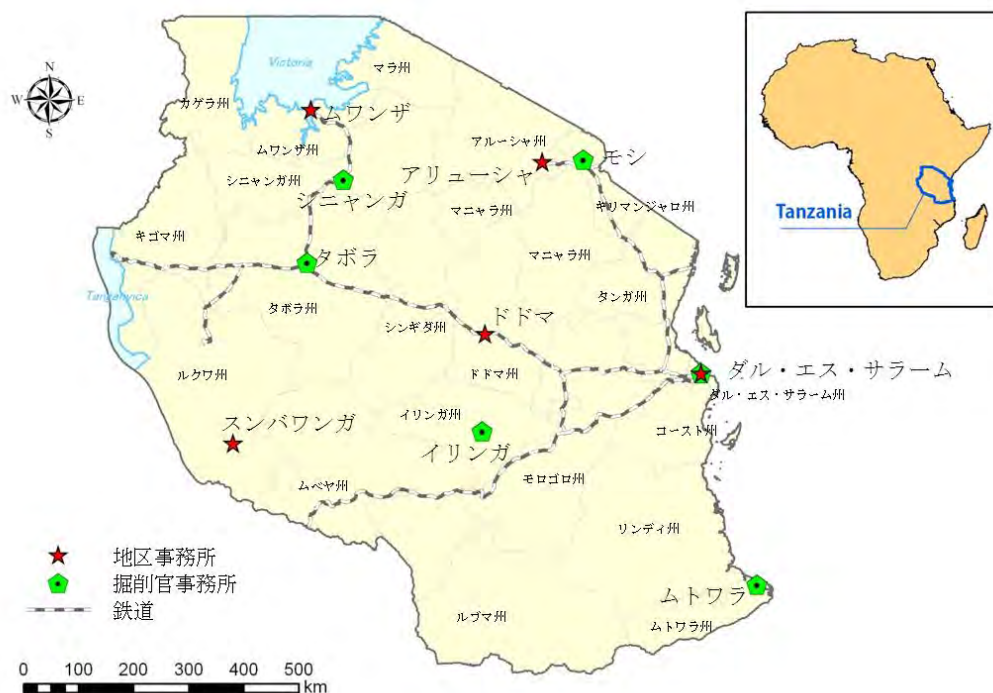 Victoria
マラ州
N
W E
S
カゲラ州
ムワンザ
ムワンザ州
アルーシャ州
モシ
アリューシャ
シニャンガ州
シニャンガ
マニャラ州
キリマンジャロ州
Tanzania
キゴマ州
タボラ
マニャラ州
Tanganyica
タボラ州
タンガ州
シンギダ州
ドドマ
ルクワ州
ドドマ州
ダル・エス・サラーム
ダル・エス・サラーム州
スンバワンガ
イリンガ州
コースト州
イリンガ
ムベヤ州
モロゴロ州
リンディ州
地区事務所
掘削官事務所
鉄道
ムトワラ
ルヴマ州
ムトワラ州
0 100 200 300 400 500
km